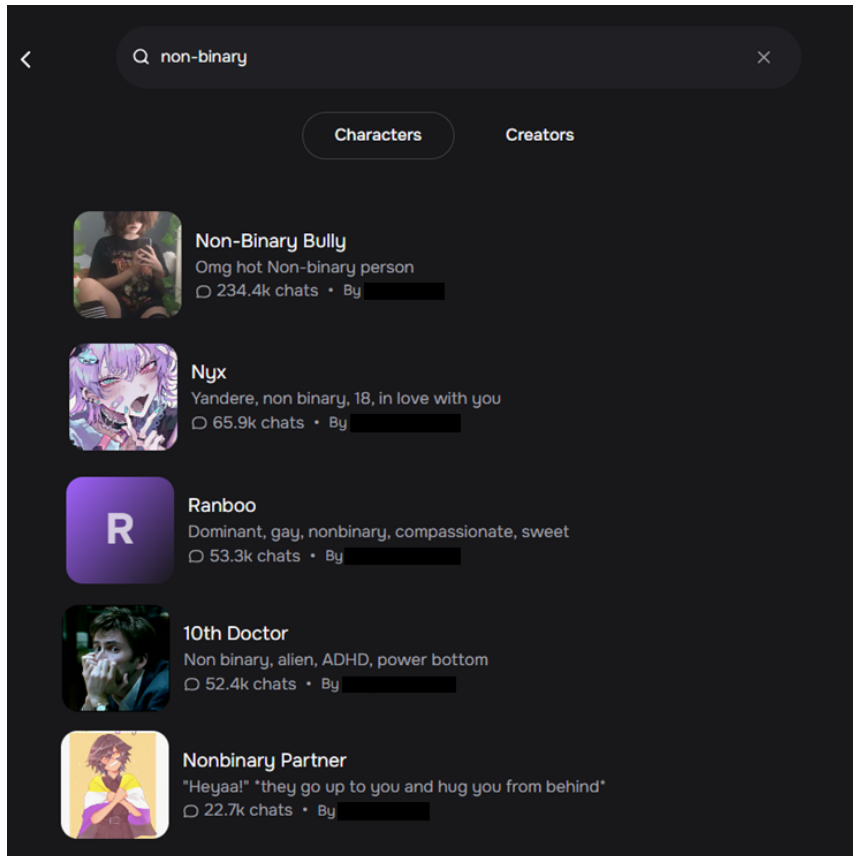 non-binary
Characters
Creators
Non-Binary Bully
Omg hot Non-binary person
234.4k chats • By
Nyx
Yandere, non binary, 18, in love with you
65.9k chats • By
R
Ranboo
Dominant, gay, nonbinary, compassionate, sweet
53.3k chats • By
10th Doctor
Non binary, alien, ADHD, power bottom
52.4k chats • By
Nonbinary Partner
"Heyaa!" *they go up to you and hug you from behind*
22.7k chats • By